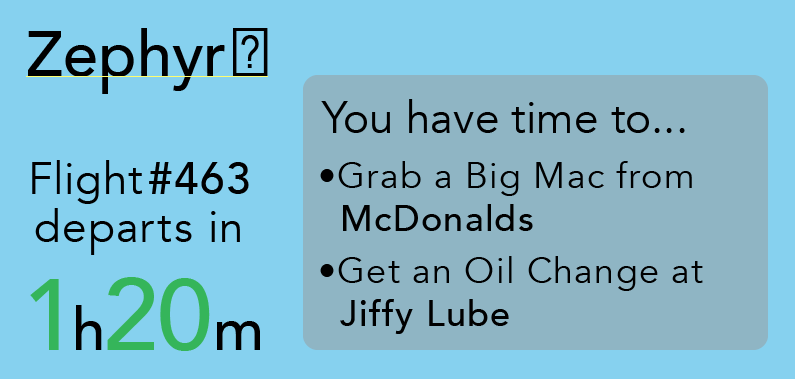 Zephyr
Flight #463
departs in
1h20m
You have time to...
•Grab a Big Mac from
McDonalds
•Get an Oil Change at
Jiffy Lube